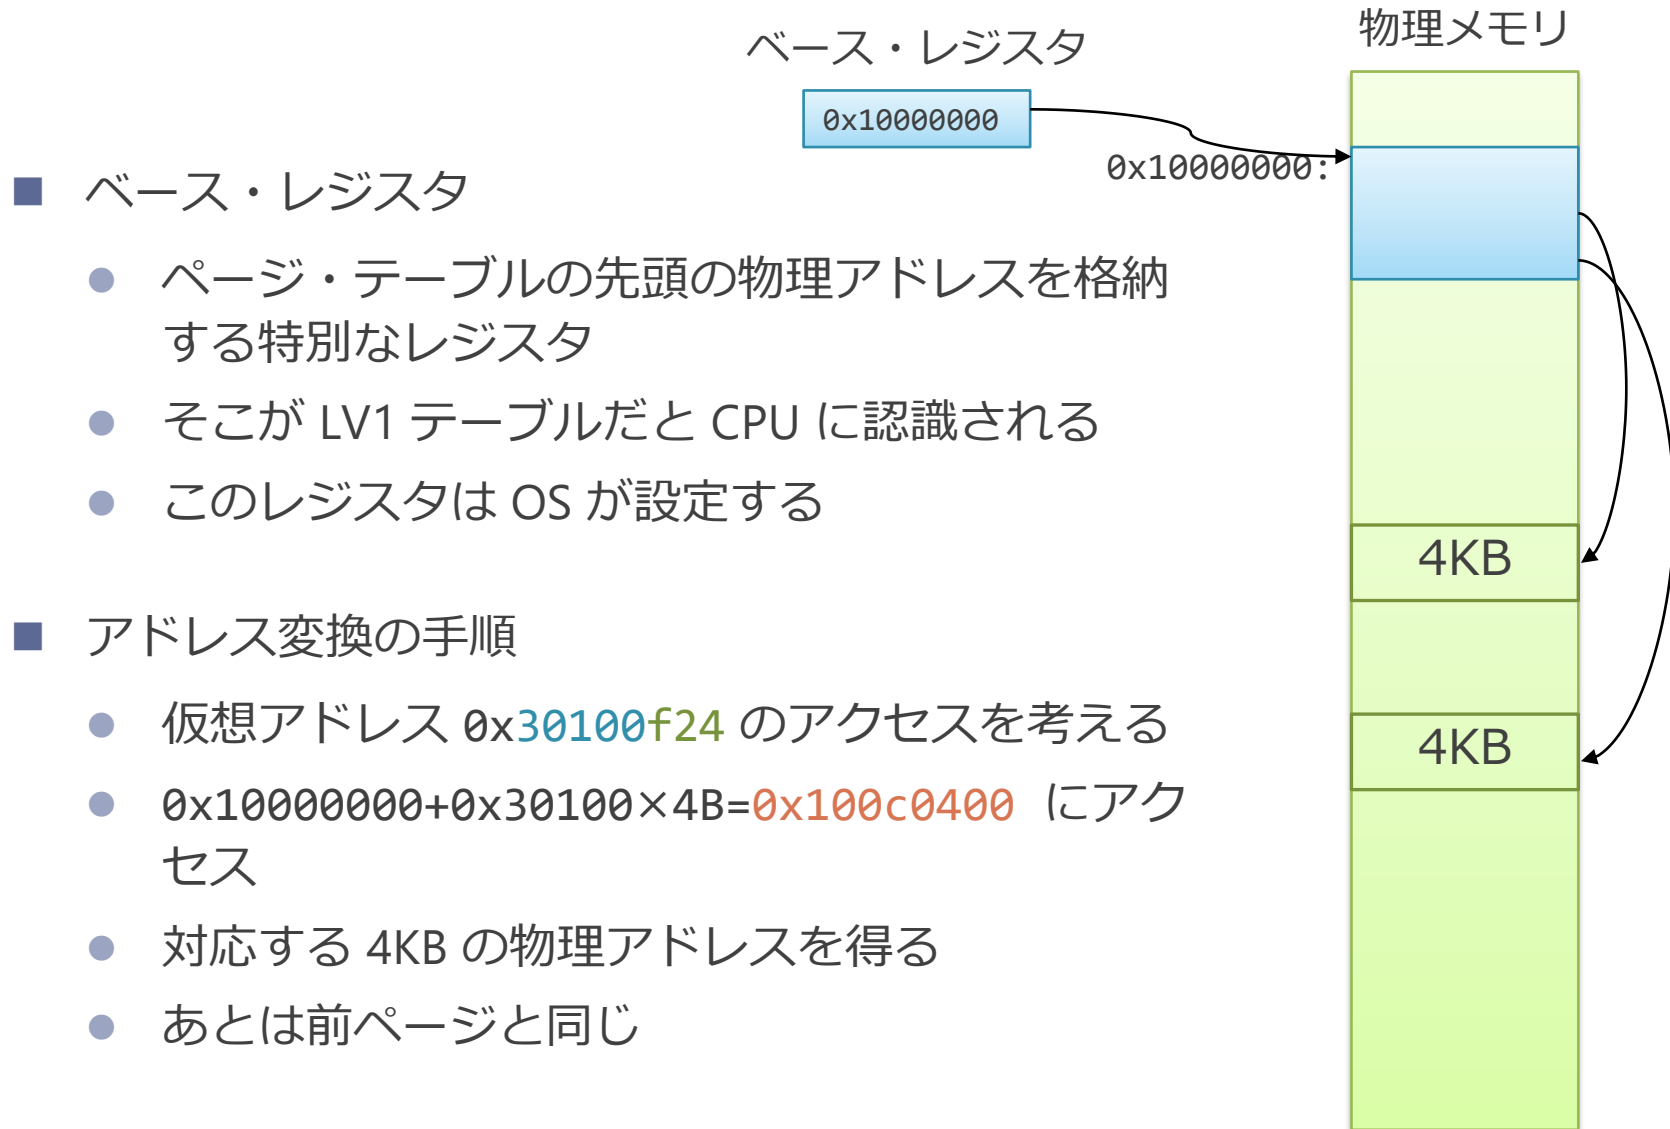 物理メモリ
ベース・レジスタ
0x10000000
0x10000000:
ベース・レジスタ
ページ・テーブルの先頭の物理アドレスを格納
する特別なレジスタ
そこが LV1 テーブルだと CPU に認識される
このレジスタは OS が設定する
4KB
アドレス変換の手順
仮想アドレス 0x30100f24 のアクセスを考える
4KB
0x10000000+0x30100×4B=0x100c0400 にアク
セス
対応する 4KB の物理アドレスを得る
あとは前ページと同じ